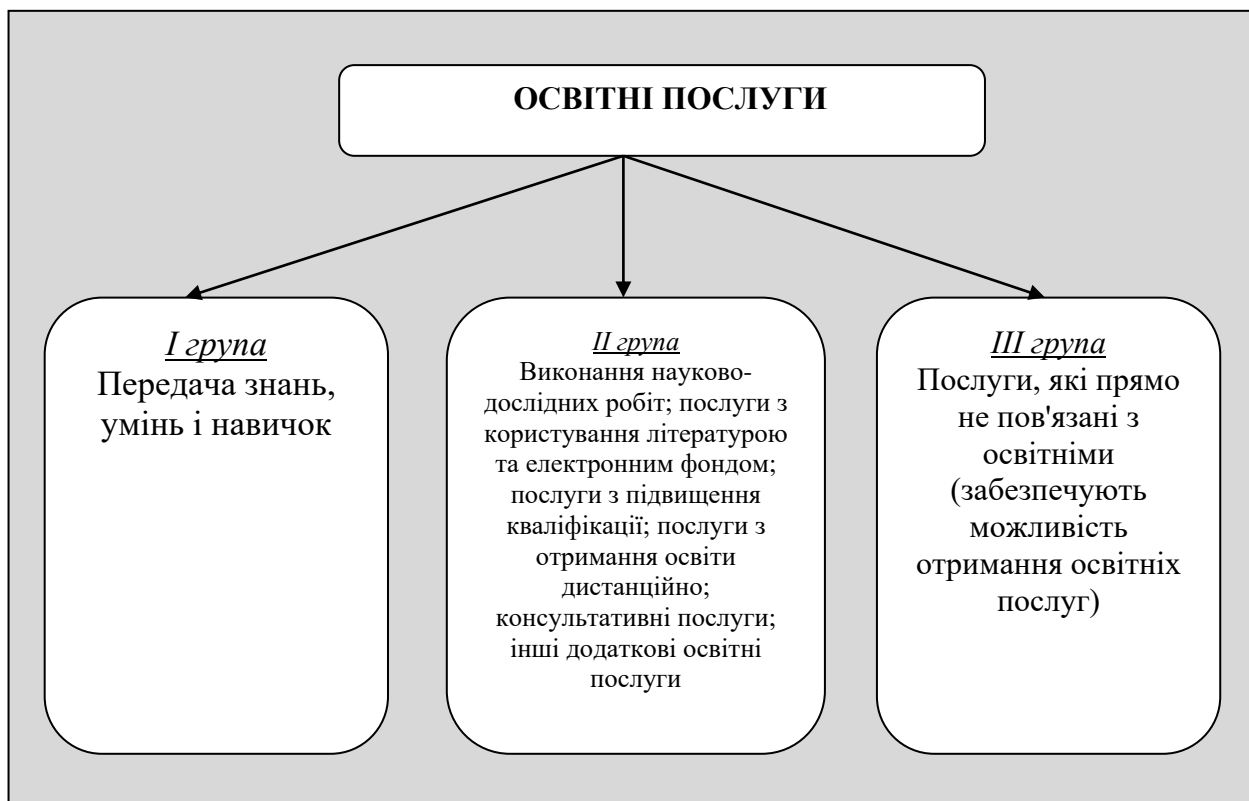 ОСВІТНІ ПОСЛУГИ
І група
Передача знань,
умінь і навичок
ІІ група
Виконання науково-
дослідних робіт; послуги з
користування літературою
та електронним фондом;
послуги з підвищення
кваліфікації; послуги з
отримання освіти
дистанційно;
консультативні послуги;
інші додаткові освітні
послуги
ІІІ група
Послуги, які прямо
не пов'язані з
освітніми
(забезпечують
можливість
отримання освітніх
послуг)